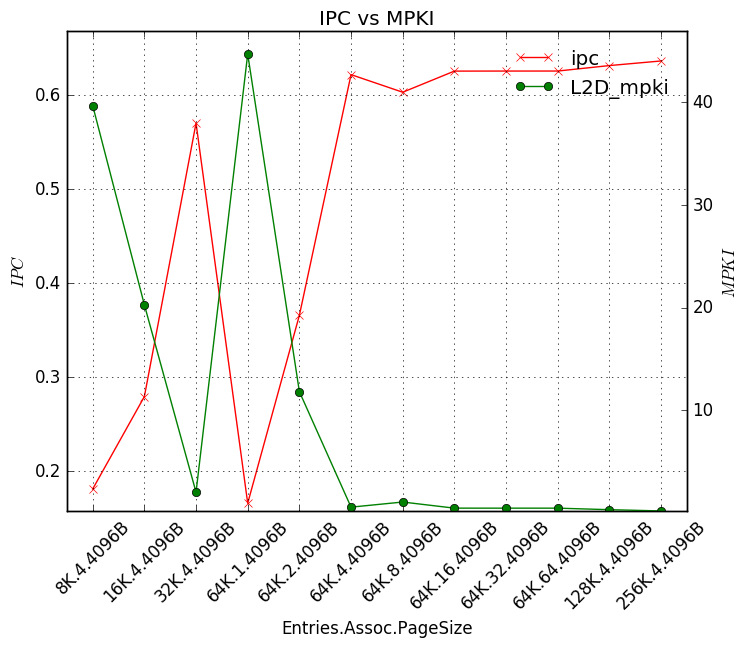 IPC vs MPKI
ipc
L2D_mpki
0.6
0.5
0.4
0.3
0.2
IPC
40
30
20
10
MPKI
8K.4.4096B
16K.4.4096B
32K.4.4096B
64K.1.4096B
64K.2.4096B
64K.4.4096B
64K.8.4096B
64K.16.4096B
64K.32.4096B
64K.64.4096B
128K.4.4096B
256K.4.4096B
Entries.Assoc.PageSize